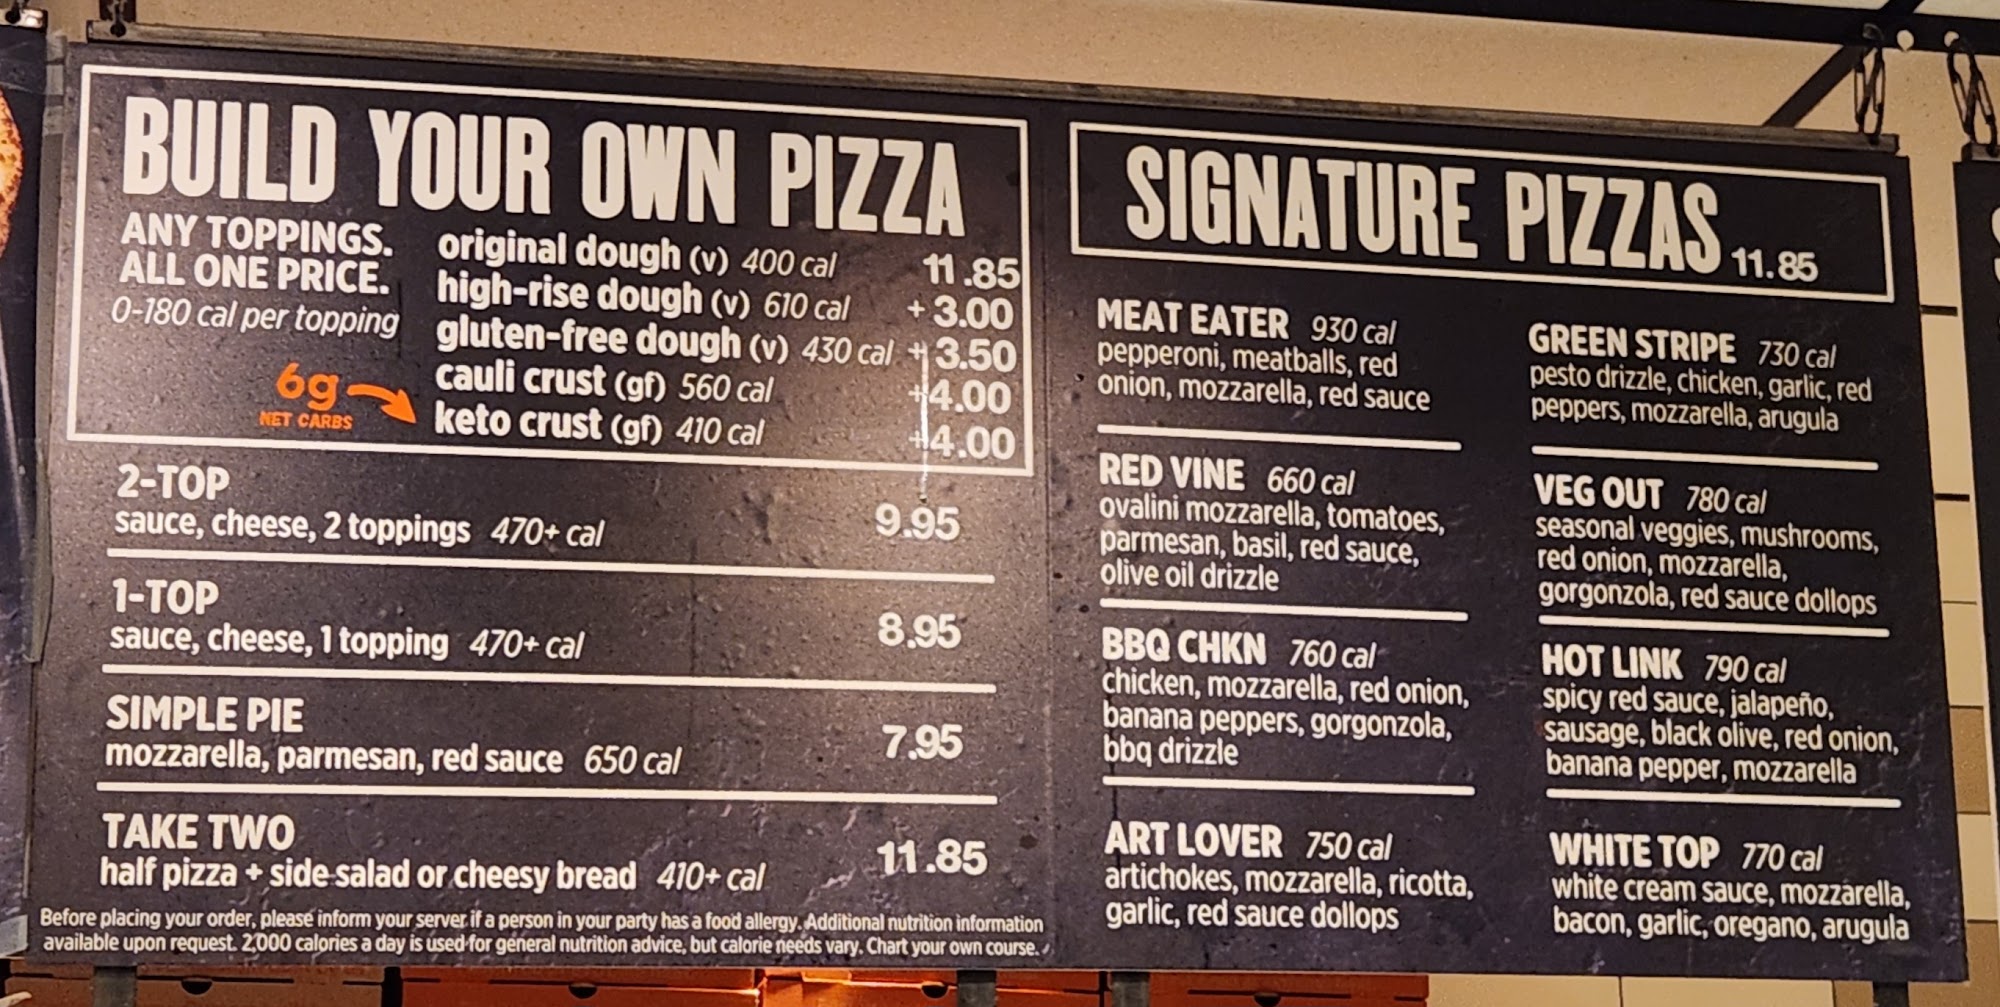 BUILD YOUR OWN PIZZA
ANY TOPPINGS.
ALL ONE PRICE.
0-180 cal per topping
6g
NET CARBS
original dough (v) 400 cal 11.85
high-rise dough (v) 610 cal +3.00
gluten-free dough (v) 430 cal +3.50
cauli crust (gf) 560 cal +4.00
keto crust (gf) 410 cal +4.00
2-TOP
sauce, cheese, 2 toppings 470+ cal 9.95
1-TOP
sauce, cheese, 1 topping 470+ cal 8.95
SIMPLE PIE
mozzarella, parmesan, red sauce 650 cal 7.95
TAKE TWO
half pizza + side salad or cheesy bread 410+ cal 11.85
Before placing your order, please inform your server if a person in your party has a food allergy. Additional nutrition information
available upon request. 2,000 calories a day is used for general nutrition advice, but calorie needs vary. Chart your own course.
SIGNATURE PIZZAS 11.85
MEAT EATER 930 cal
pepperoni, meatballs, red
onion, mozzarella, red sauce
RED VINE 660 cal
ovalini mozzarella, tomatoes,
parmesan, basil, red sauce,
olive oil drizzle
BBQ CHKN 760 cal
chicken, mozzarella, red onion,
banana peppers, gorgonzola,
bbq drizzle
ART LOVER 750 cal
artichokes, mozzarella, ricotta,
garlic, red sauce dollops
GREEN STRIPE 730 cal
pesto drizzle, chicken, garlic, red
peppers, mozzarella, arugula
VEG OUT 780 cal
seasonal veggies, mushrooms,
red onion, mozzarella,
gorgonzola, red sauce dollops
HOT LINK 790 cal
spicy red sauce, jalapeño,
sausage, black olive, red onion,
banana pepper, mozzarella
WHITE TOP 770 cal
white cream sauce, mozzarella,
bacon, garlic, oregano, arugula